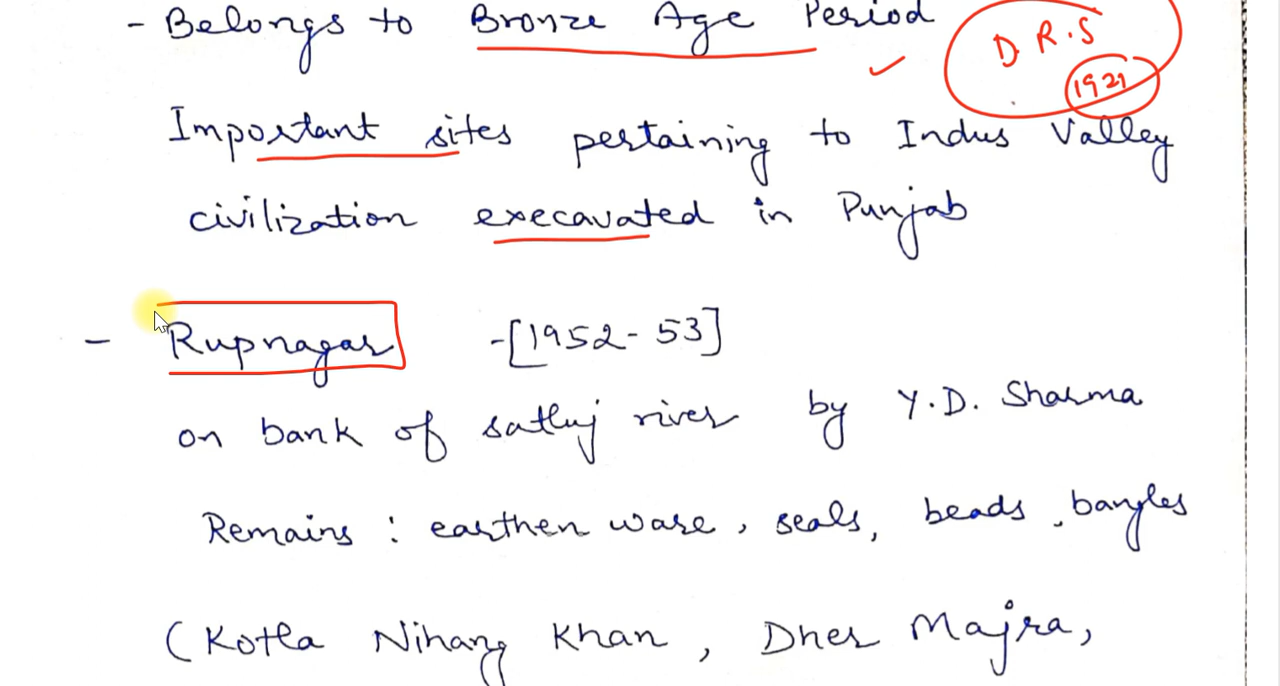 - Belongs to Bronze Age Period
D.R.S
1921
Important sites pertaining to Indus Valley
civilization execavated in Punjab
- Rupnagar - [1952-53]
on bank of satluj river by Y.D. Sharma
Remains : earthen ware, seals, beads, bangles
(Kotla Nihang Khan, Dher Majra,